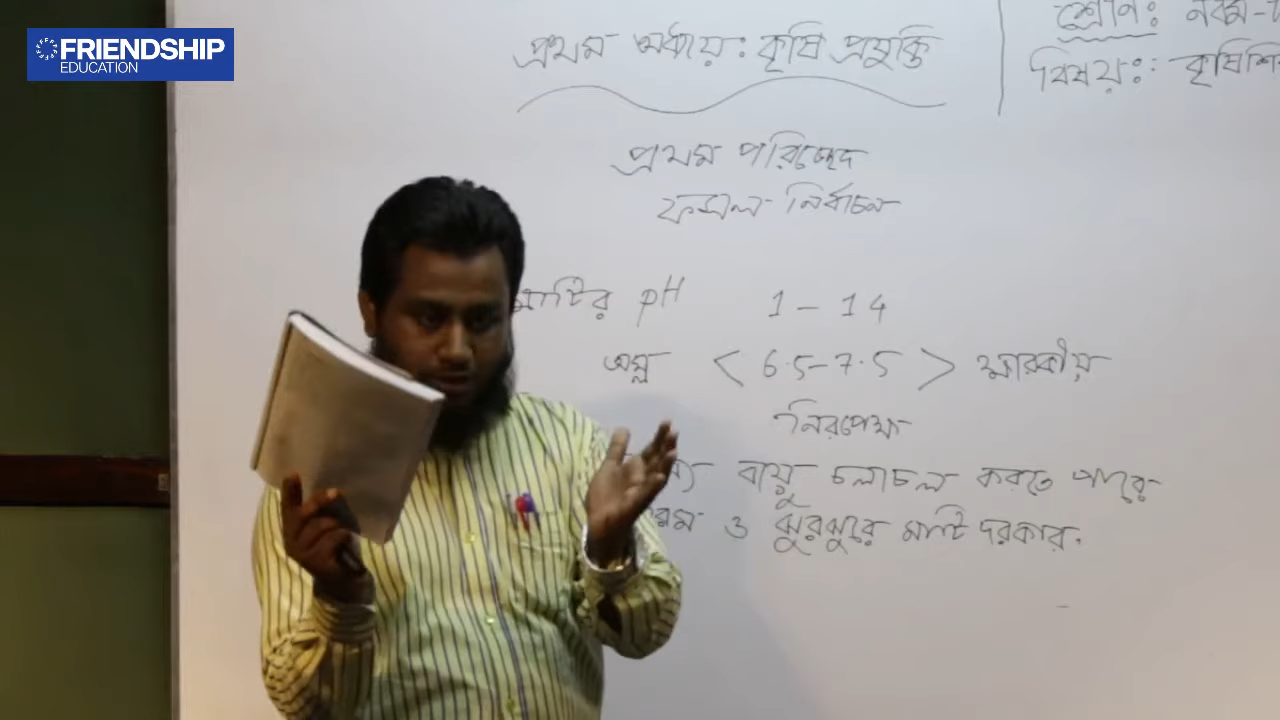 FRIENDSHIP
EDUCATION
প্রথম অধ্যায়: কৃষি প্রযুক্তি
শ্রেণি: নবম-
বিষয়: কৃষিশি
প্রথম পরিচ্ছেদ
ফসল নির্বাচন
মাটির pH 1 - 14
অম্ল < 6.5-7.5 > ক্ষারকীয়
নিরপেক্ষ
বায়ু চলাচল করতে পারে
ও ঝুরঝুরে মাটি দরকার.